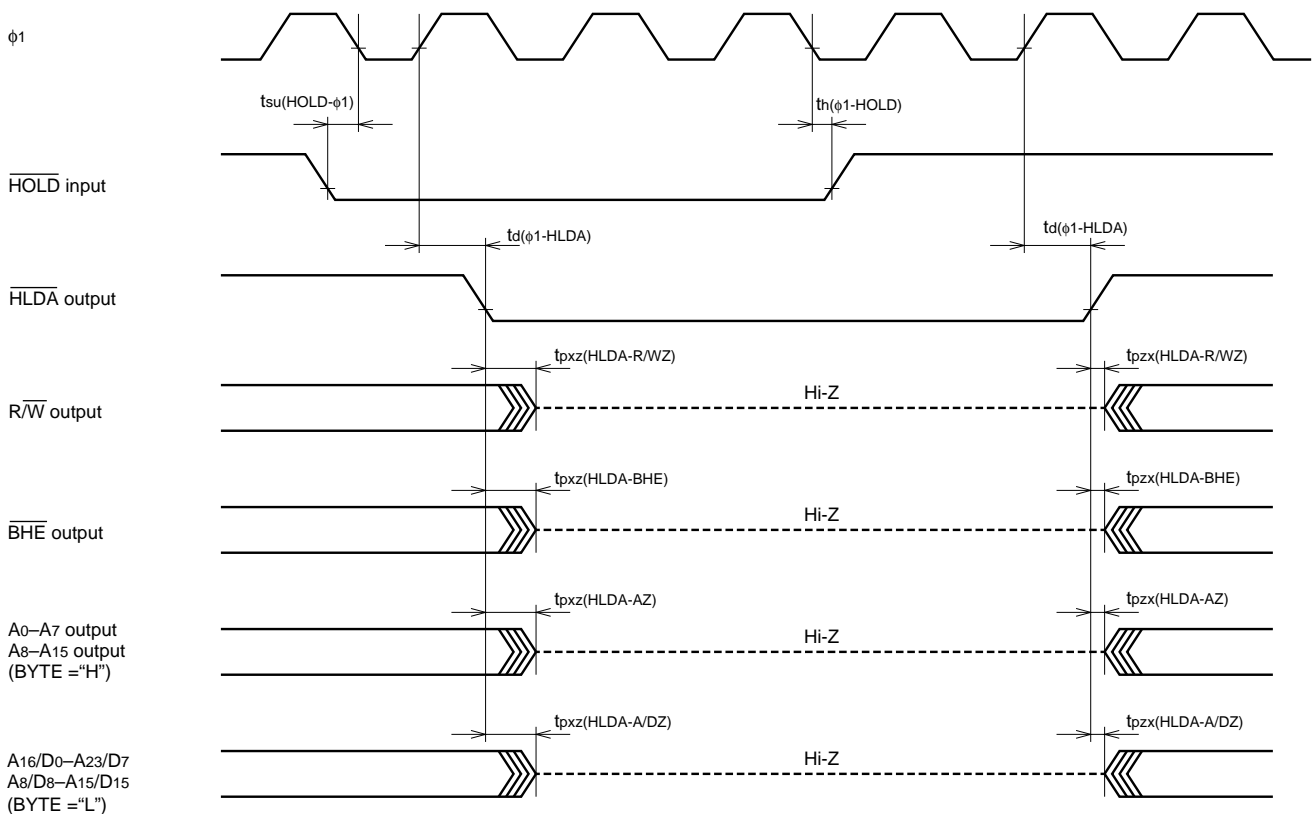 ϕ1
tsu(HOLD-ϕ1)
th(ϕ1-HOLD)
HOLD input
td(ϕ1-HLDA)
td(ϕ1-HLDA)
HLDA output
tpxz(HLDA-R/WZ)
tpzx(HLDA-R/WZ)
R/W output
Hi-Z
tpxz(HLDA-BHE)
tpzx(HLDA-BHE)
BHE output
Hi-Z
tpxz(HLDA-AZ)
tpzx(HLDA-AZ)
A0–A7 output
A8–A15 output
(BYTE =“H”)
Hi-Z
tpxz(HLDA-A/DZ)
tpzx(HLDA-A/DZ)
A16/D0–A23/D7
A8/D8–A15/D15
(BYTE =“L”)
Hi-Z